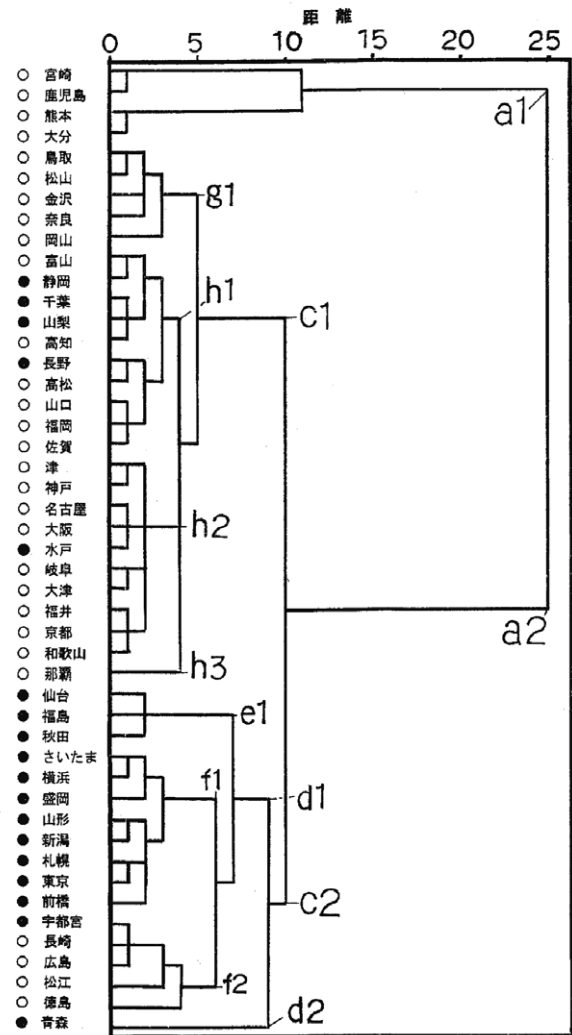 距 離
0 5 10 15 20 25
○ 宮崎
○ 鹿児島
○ 熊本
○ 大分
○ 鳥取
○ 松山
○ 金沢
○ 奈良
○ 岡山
○ 富山
● 静岡
● 千葉
● 山梨
○ 高知
● 長野
○ 高松
○ 山口
○ 福岡
○ 佐賀
○ 津
○ 神戸
○ 名古屋
○ 大阪
● 水戸
○ 岐阜
○ 大津
○ 福井
○ 京都
○ 和歌山
○ 那覇
● 仙台
● 福島
● 秋田
● さいたま
● 横浜
● 盛岡
● 山形
● 新潟
● 札幌
● 東京
● 前橋
● 宇都宮
○ 長崎
○ 広島
○ 松江
○ 徳島
● 青森
a1
g1
h1
c1
h2
a2
h3
e1
f1
d1
c2
f2
d2